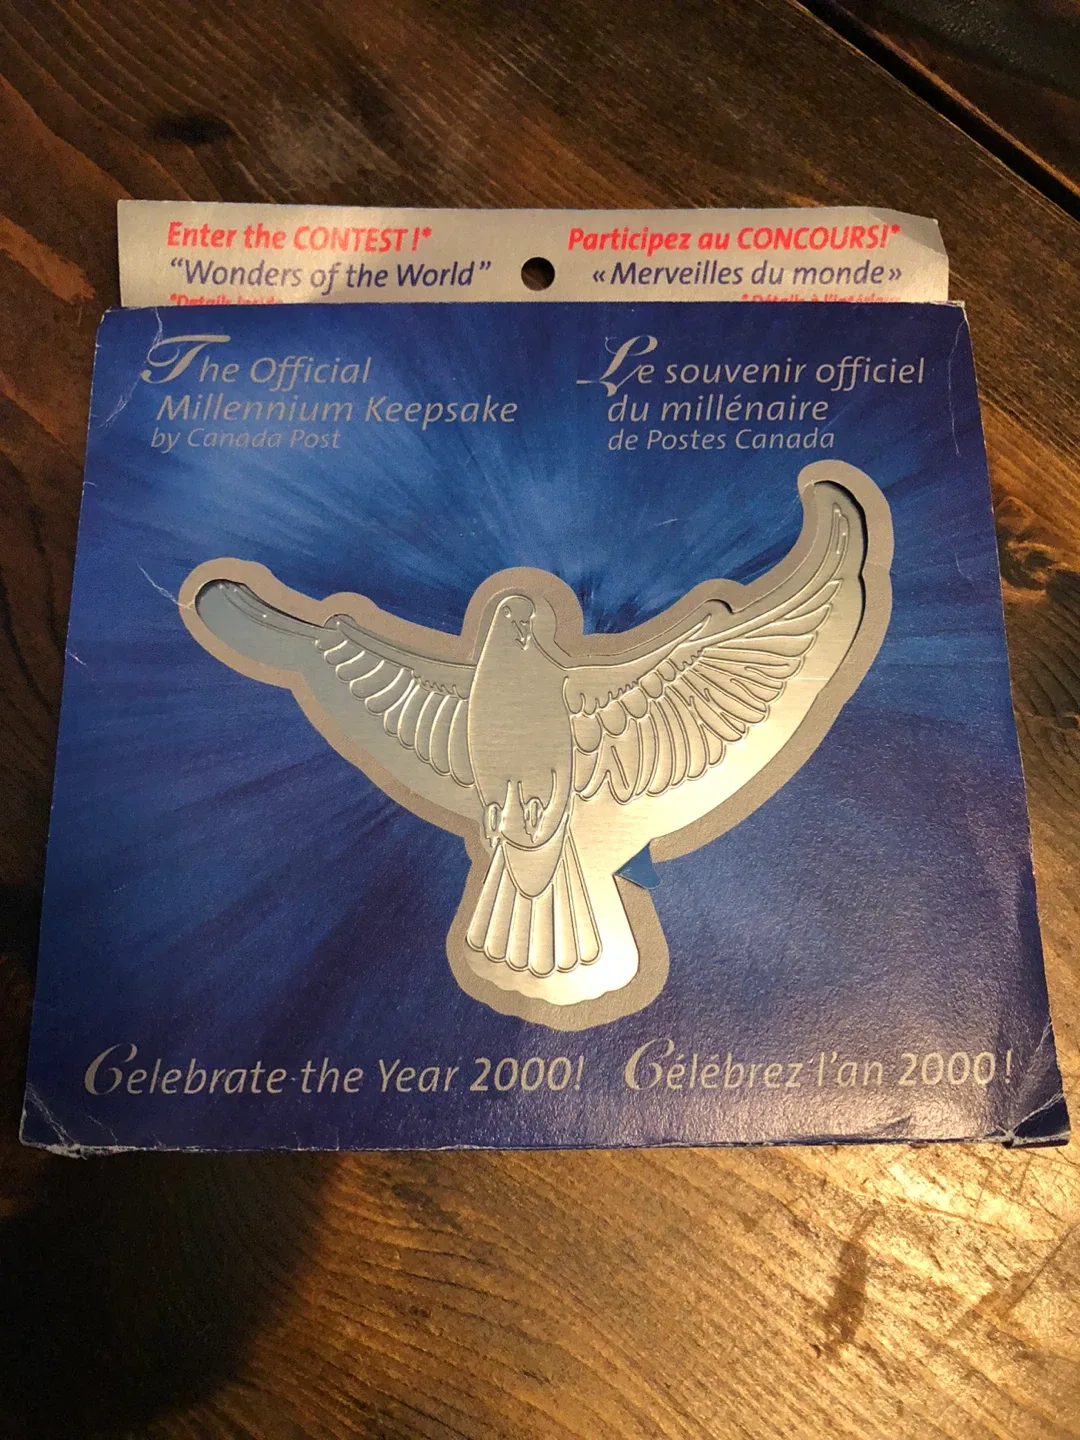 Enter the CONTEST!*
"Wonders of the World"
Participez au CONCOURS!*
« Merveilles du monde »
The Official
Millennium Keepsake
by Canada Post
Le souvenir officiel
du millénaire
de Postes Canada
Celebrate the Year 2000!
Célébrez l'an 2000!